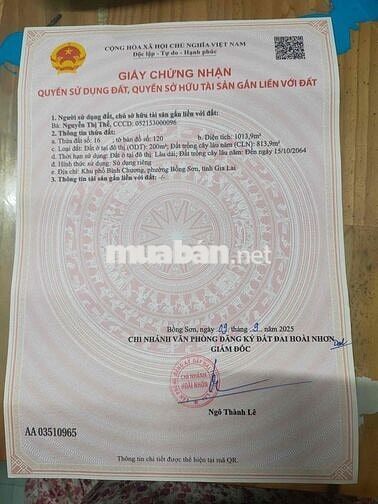 CỘNG HÒA XÃ HỘI CHỦ NGHĨA VIỆT NAM
Độc lập - Tự do - Hạnh phúc
GIẤY CHỨNG NHẬN
QUYỀN SỬ DỤNG ĐẤT, QUYỀN SỞ HỮU TÀI SẢN GẮN LIỀN VỚI ĐẤT
1. Người sử dụng đất, chủ sở hữu tài sản gắn liền với đất:
Bà: Nguyễn Thị Thế, CCCD: 052153000096
2. Thông tin thửa đất:
a. Thửa đất số: 16 , tờ bản đồ số: 120 b. Diện tích: 1013,9m²
c. Loại đất: Đất ở tại đô thị (ODT): 200m²; Đất trồng cây lâu năm (CLN): 813,9m²
d. Thời hạn sử dụng: Đất ở tại đô thị: Lâu dài; Đất trồng cây lâu năm: Đến ngày 15/10/2064
đ. Hình thức sử dụng: Sử dụng riêng
e. Địa chỉ: Khu phố Bình Chương, phường Bồng Sơn, tỉnh Gia Lai
3. Thông tin tài sản gắn liền với đất: -/-
muaban.net
Bồng Sơn, ngày 09 tháng 9 năm 2025
CHI NHÁNH VĂN PHÒNG ĐĂNG KÝ ĐẤT ĐAI HOÀI NHƠN
GIÁM ĐỐC
CHI NHÁNH
HOÀI NHƠN
Ngô Thành Lê
AA 03510965
Thông tin chi tiết được thể hiện tại mã QR.